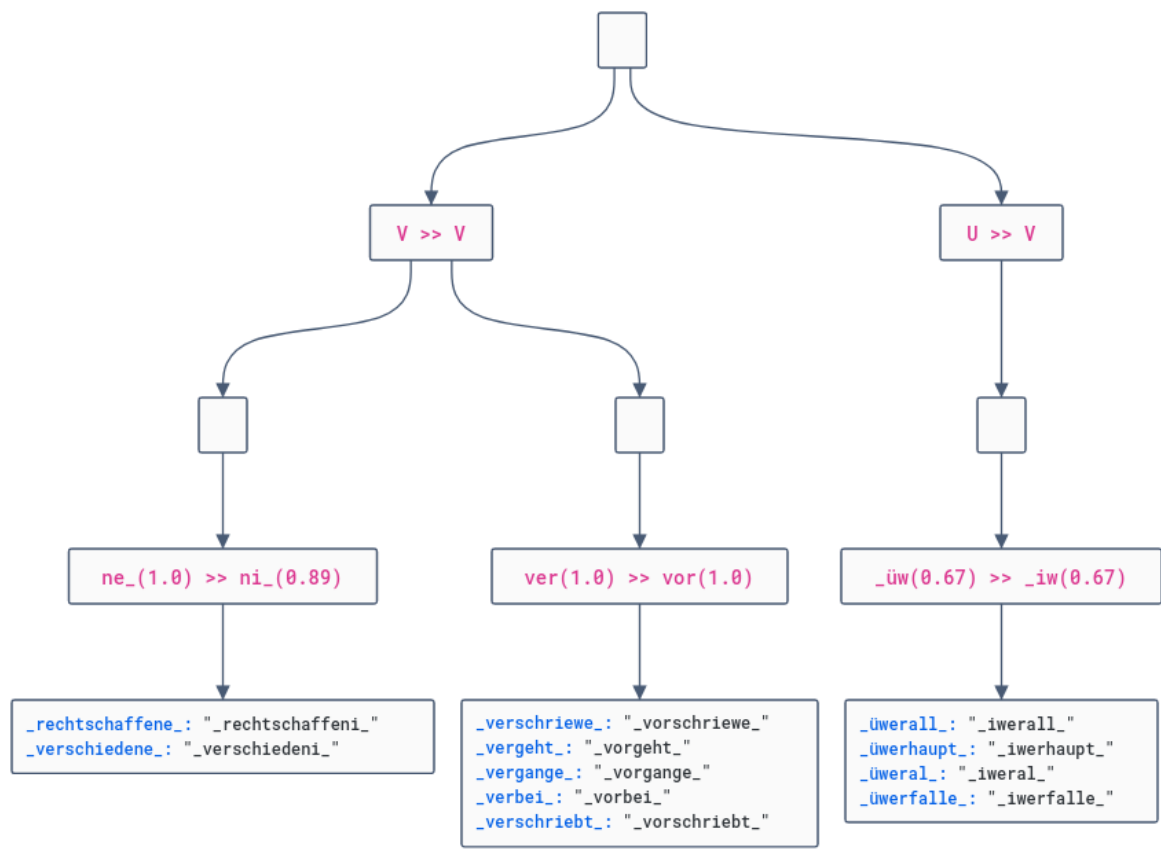 V >> V
U >> V
ne_(1.0) >> ni_(0.89)
ver(1.0) >> vor(1.0)
_üw(0.67) >> _iw(0.67)
_rechtschaffene_: "_rechtschaffeni_"
_verschiedene_: "_verschiedeni_"
_verschriewe_: "_vorschriewe_"
_vergeht_: "_vorgeht_"
_vergange_: "_vorgange_"
_verbei_: "_vorbei_"
_verschriebt_: "_vorschriebt_"
_üwerall_: "_iwerall_"
_üwerhaupt_: "_iwerhaupt_"
_üweral_: "_iweral_"
_üwerfalle_: "_iwerfalle_"